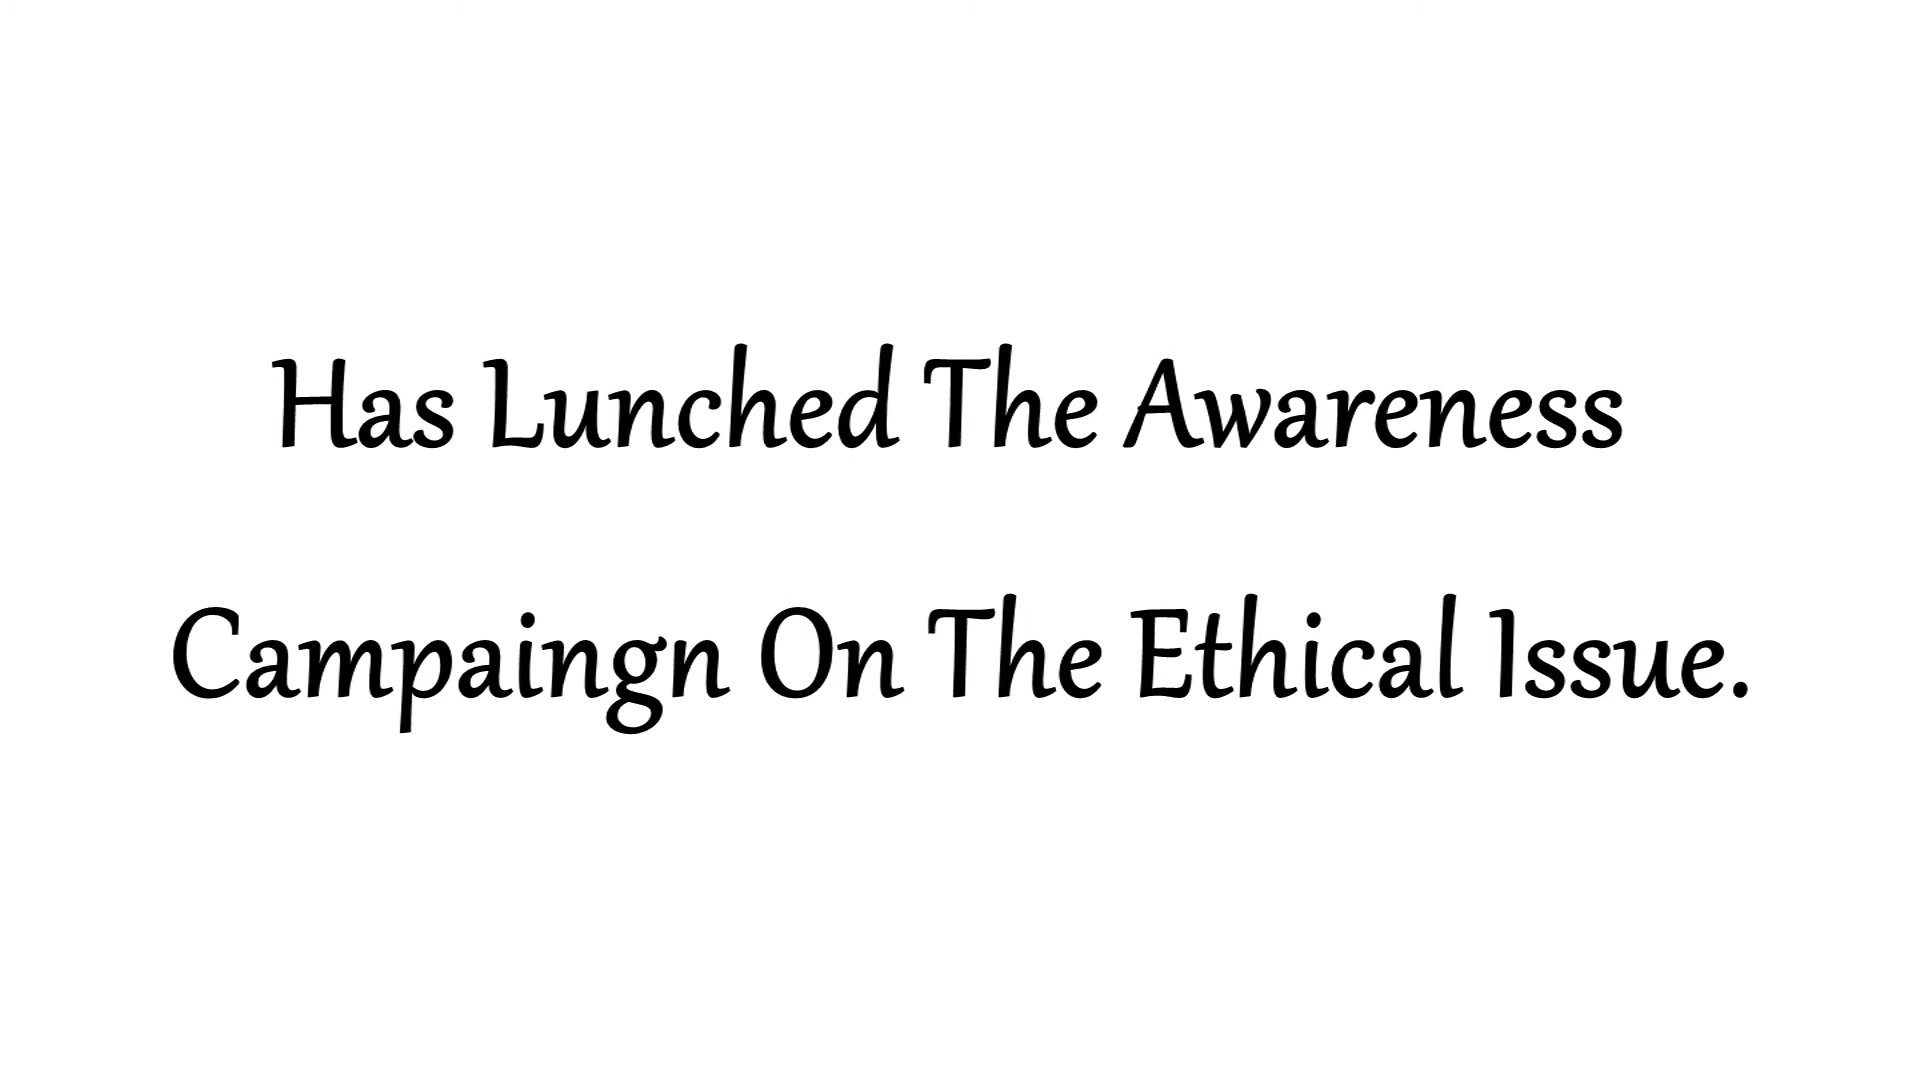 Has Lunched The Awareness
Campaingn On The Ethical Issue.